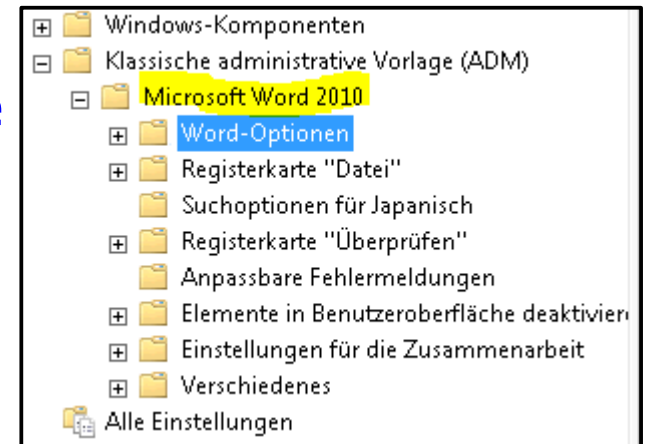 Windows-Komponenten
Klassische administrative Vorlage (ADM)
Microsoft Word 2010
Word-Optionen
Registerkarte "Datei"
Suchoptionen für Japanisch
Registerkarte "Überprüfen"
Anpassbare Fehlermeldungen
Elemente in Benutzeroberfläche deaktivier
Einstellungen für die Zusammenarbeit
Verschiedenes
Alle Einstellungen